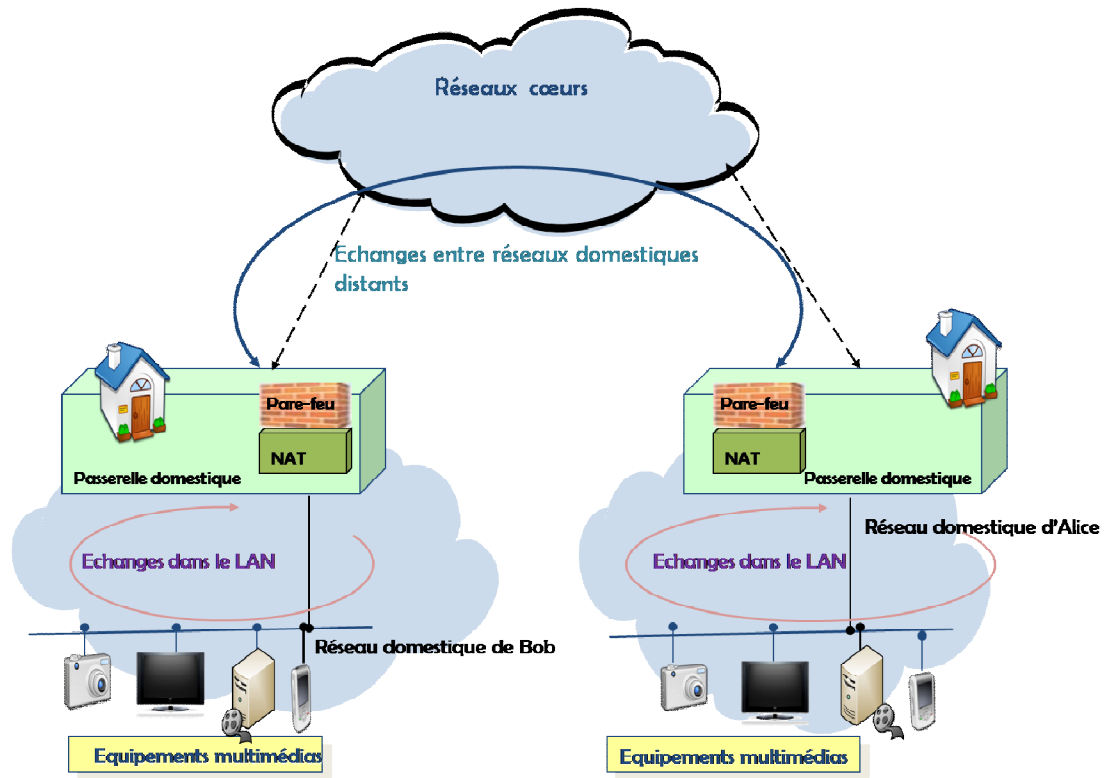 Réseaux cœurs
Echanges entre réseaux domestiques
distants
Pare-feu
NAT
Passerelle domestique
Pare-feu
NAT
Passerelle domestique
Echanges dans le LAN
Réseau domestique de Bob
Equipements multimédias
Réseau domestique d'Alice
Echanges dans le LAN
Equipements multimédias